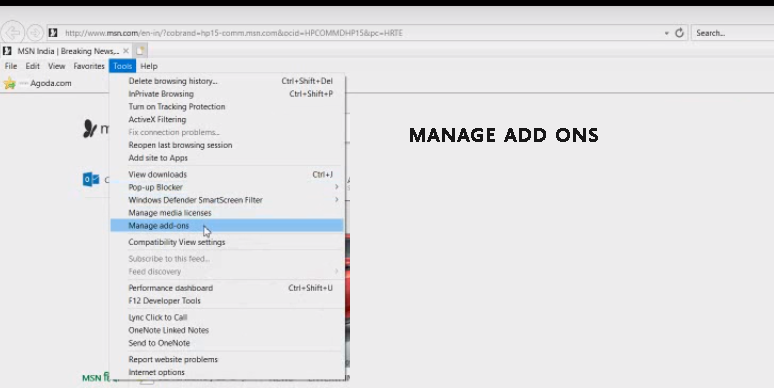 http://www.msn.com/en-in/?cobrand=hp15-comm.msn.com&ocid=HPCOMMDHP15&pc=HRTE
Search...
MSN India | Breaking News,...
File Edit View Favorites Tools Help
Agoda.com
Delete browsing history... Ctrl+Shift+Del
InPrivate Browsing Ctrl+Shift+P
Turn on Tracking Protection
ActiveX Filtering
Fix connection problems...
Reopen last browsing session
Add site to Apps
MANAGE ADD ONS
View downloads Ctrl+J
Pop-up Blocker
Windows Defender SmartScreen Filter
Manage media licenses
Manage add-ons
Compatibility View settings
Subscribe to this feed...
Feed discovery
Performance dashboard Ctrl+Shift+U
F12 Developer Tools
Lync Click to Call
OneNote Linked Notes
Send to OneNote
Report website problems
Internet options
MSN